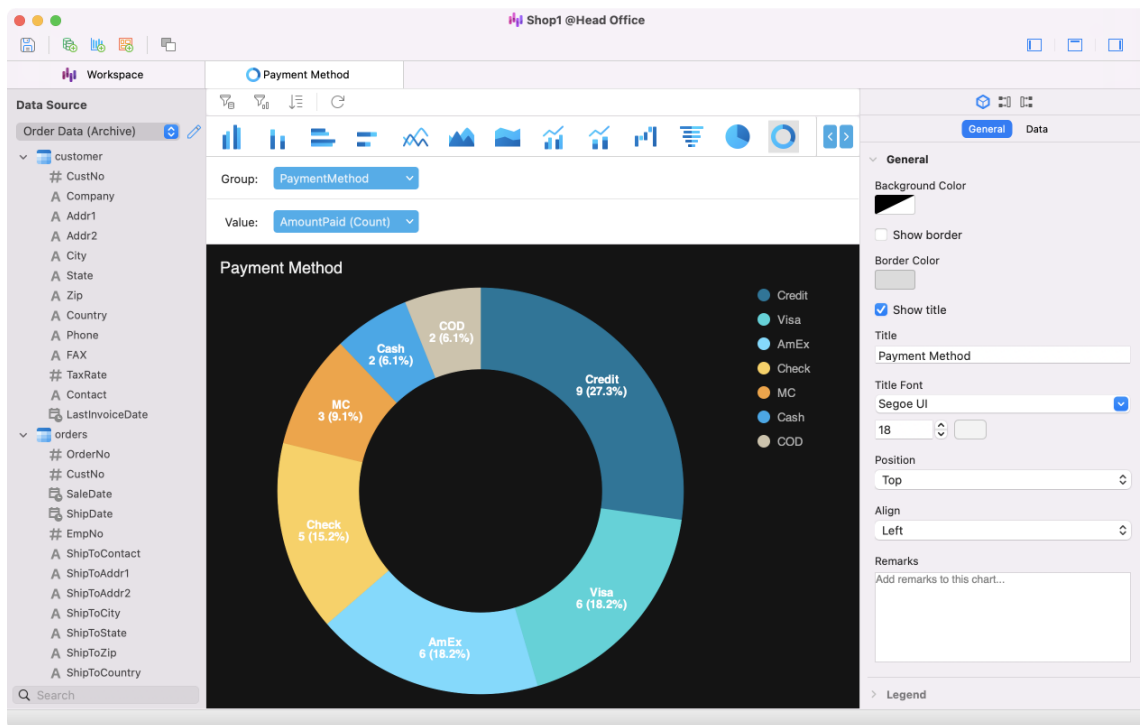 Shop1 @Head Office
Workspace
Payment Method
Data Source
Order Data (Archive)
customer
# CustNo
A Company
A Addr1
A Addr2
A City
A State
A Zip
A Country
A Phone
A FAX
# TaxRate
A Contact
LastInvoiceDate
orders
# OrderNo
# CustNo
SaleDate
ShipDate
# EmpNo
A ShipToContact
A ShipToAddr1
A ShipToAddr2
A ShipToCity
A ShipToState
A ShipToZip
A ShipToCountry
Search
Group: PaymentMethod
Value: AmountPaid (Count)
Payment Method
COD
2 (6.1%)
Cash
2 (6.1%)
MC
3 (9.1%)
Check
5 (15.2%)
AmEx
6 (18.2%)
Visa
6 (18.2%)
Credit
9 (27.3%)
Credit
Visa
AmEx
Check
MC
Cash
COD
General Data
General
Background Color
Show border
Border Color
Show title
Title
Payment Method
Title Font
Segoe UI
18
Position
Top
Align
Left
Remarks
Add remarks to this chart...
Legend